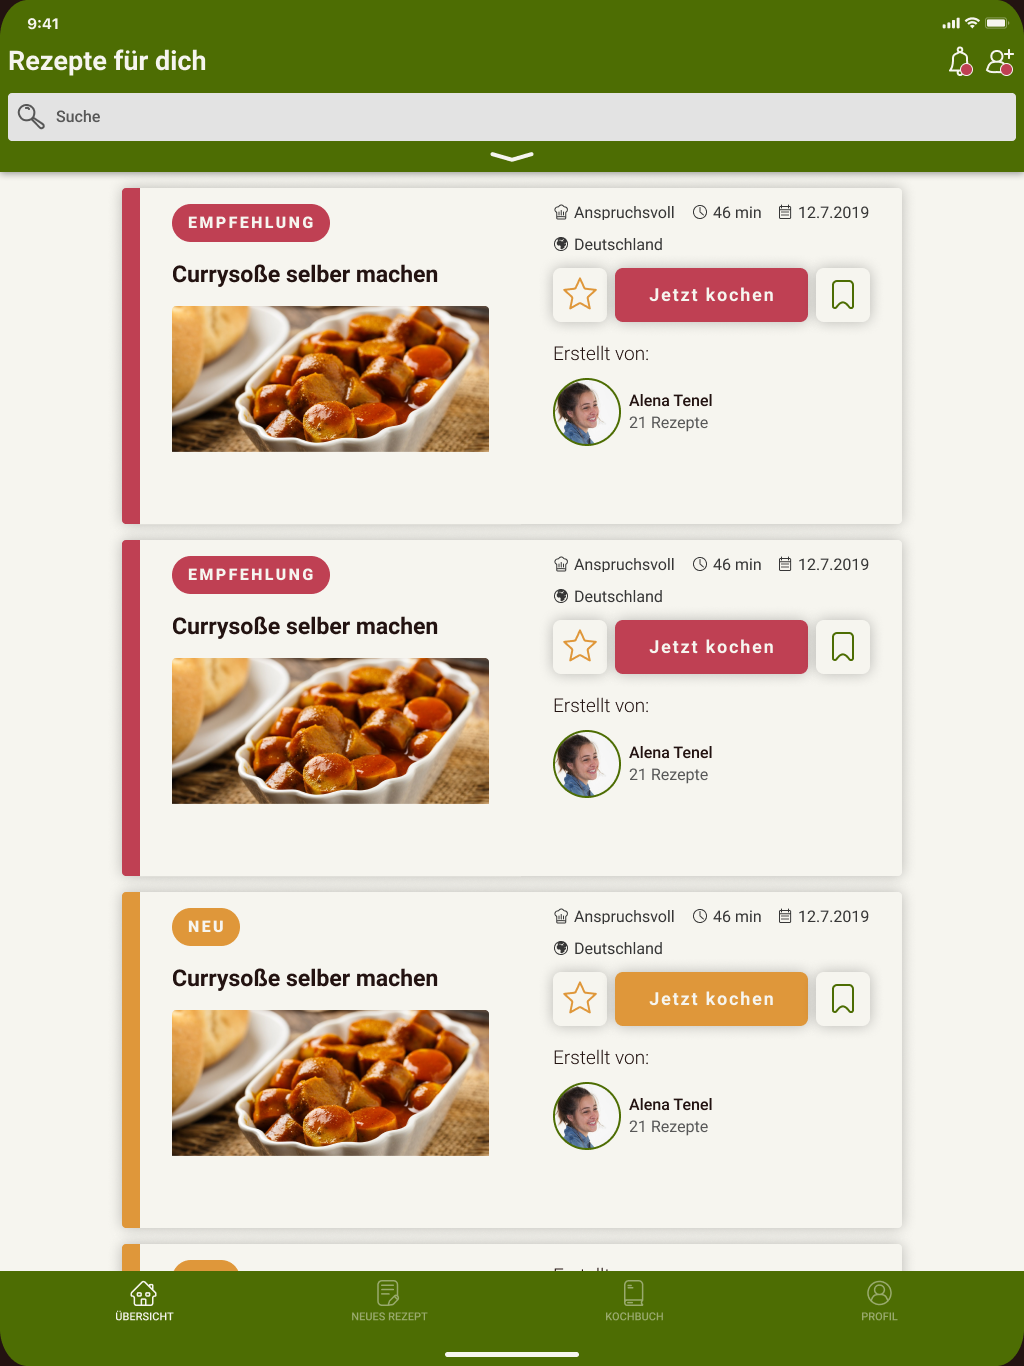 9:41
Rezepte für dich
Suche
EMPFEHLUNG
Currysoße selber machen
Anspruchsvoll 46 min 12.7.2019
Deutschland
Jetzt kochen
Erstellt von:
Alena Tenel
21 Rezepte
EMPFEHLUNG
Currysoße selber machen
Anspruchsvoll 46 min 12.7.2019
Deutschland
Jetzt kochen
Erstellt von:
Alena Tenel
21 Rezepte
NEU
Currysoße selber machen
Anspruchsvoll 46 min 12.7.2019
Deutschland
Jetzt kochen
Erstellt von:
Alena Tenel
21 Rezepte
ÜBERSICHT NEUES REZEPT KOCHBUCH PROFIL